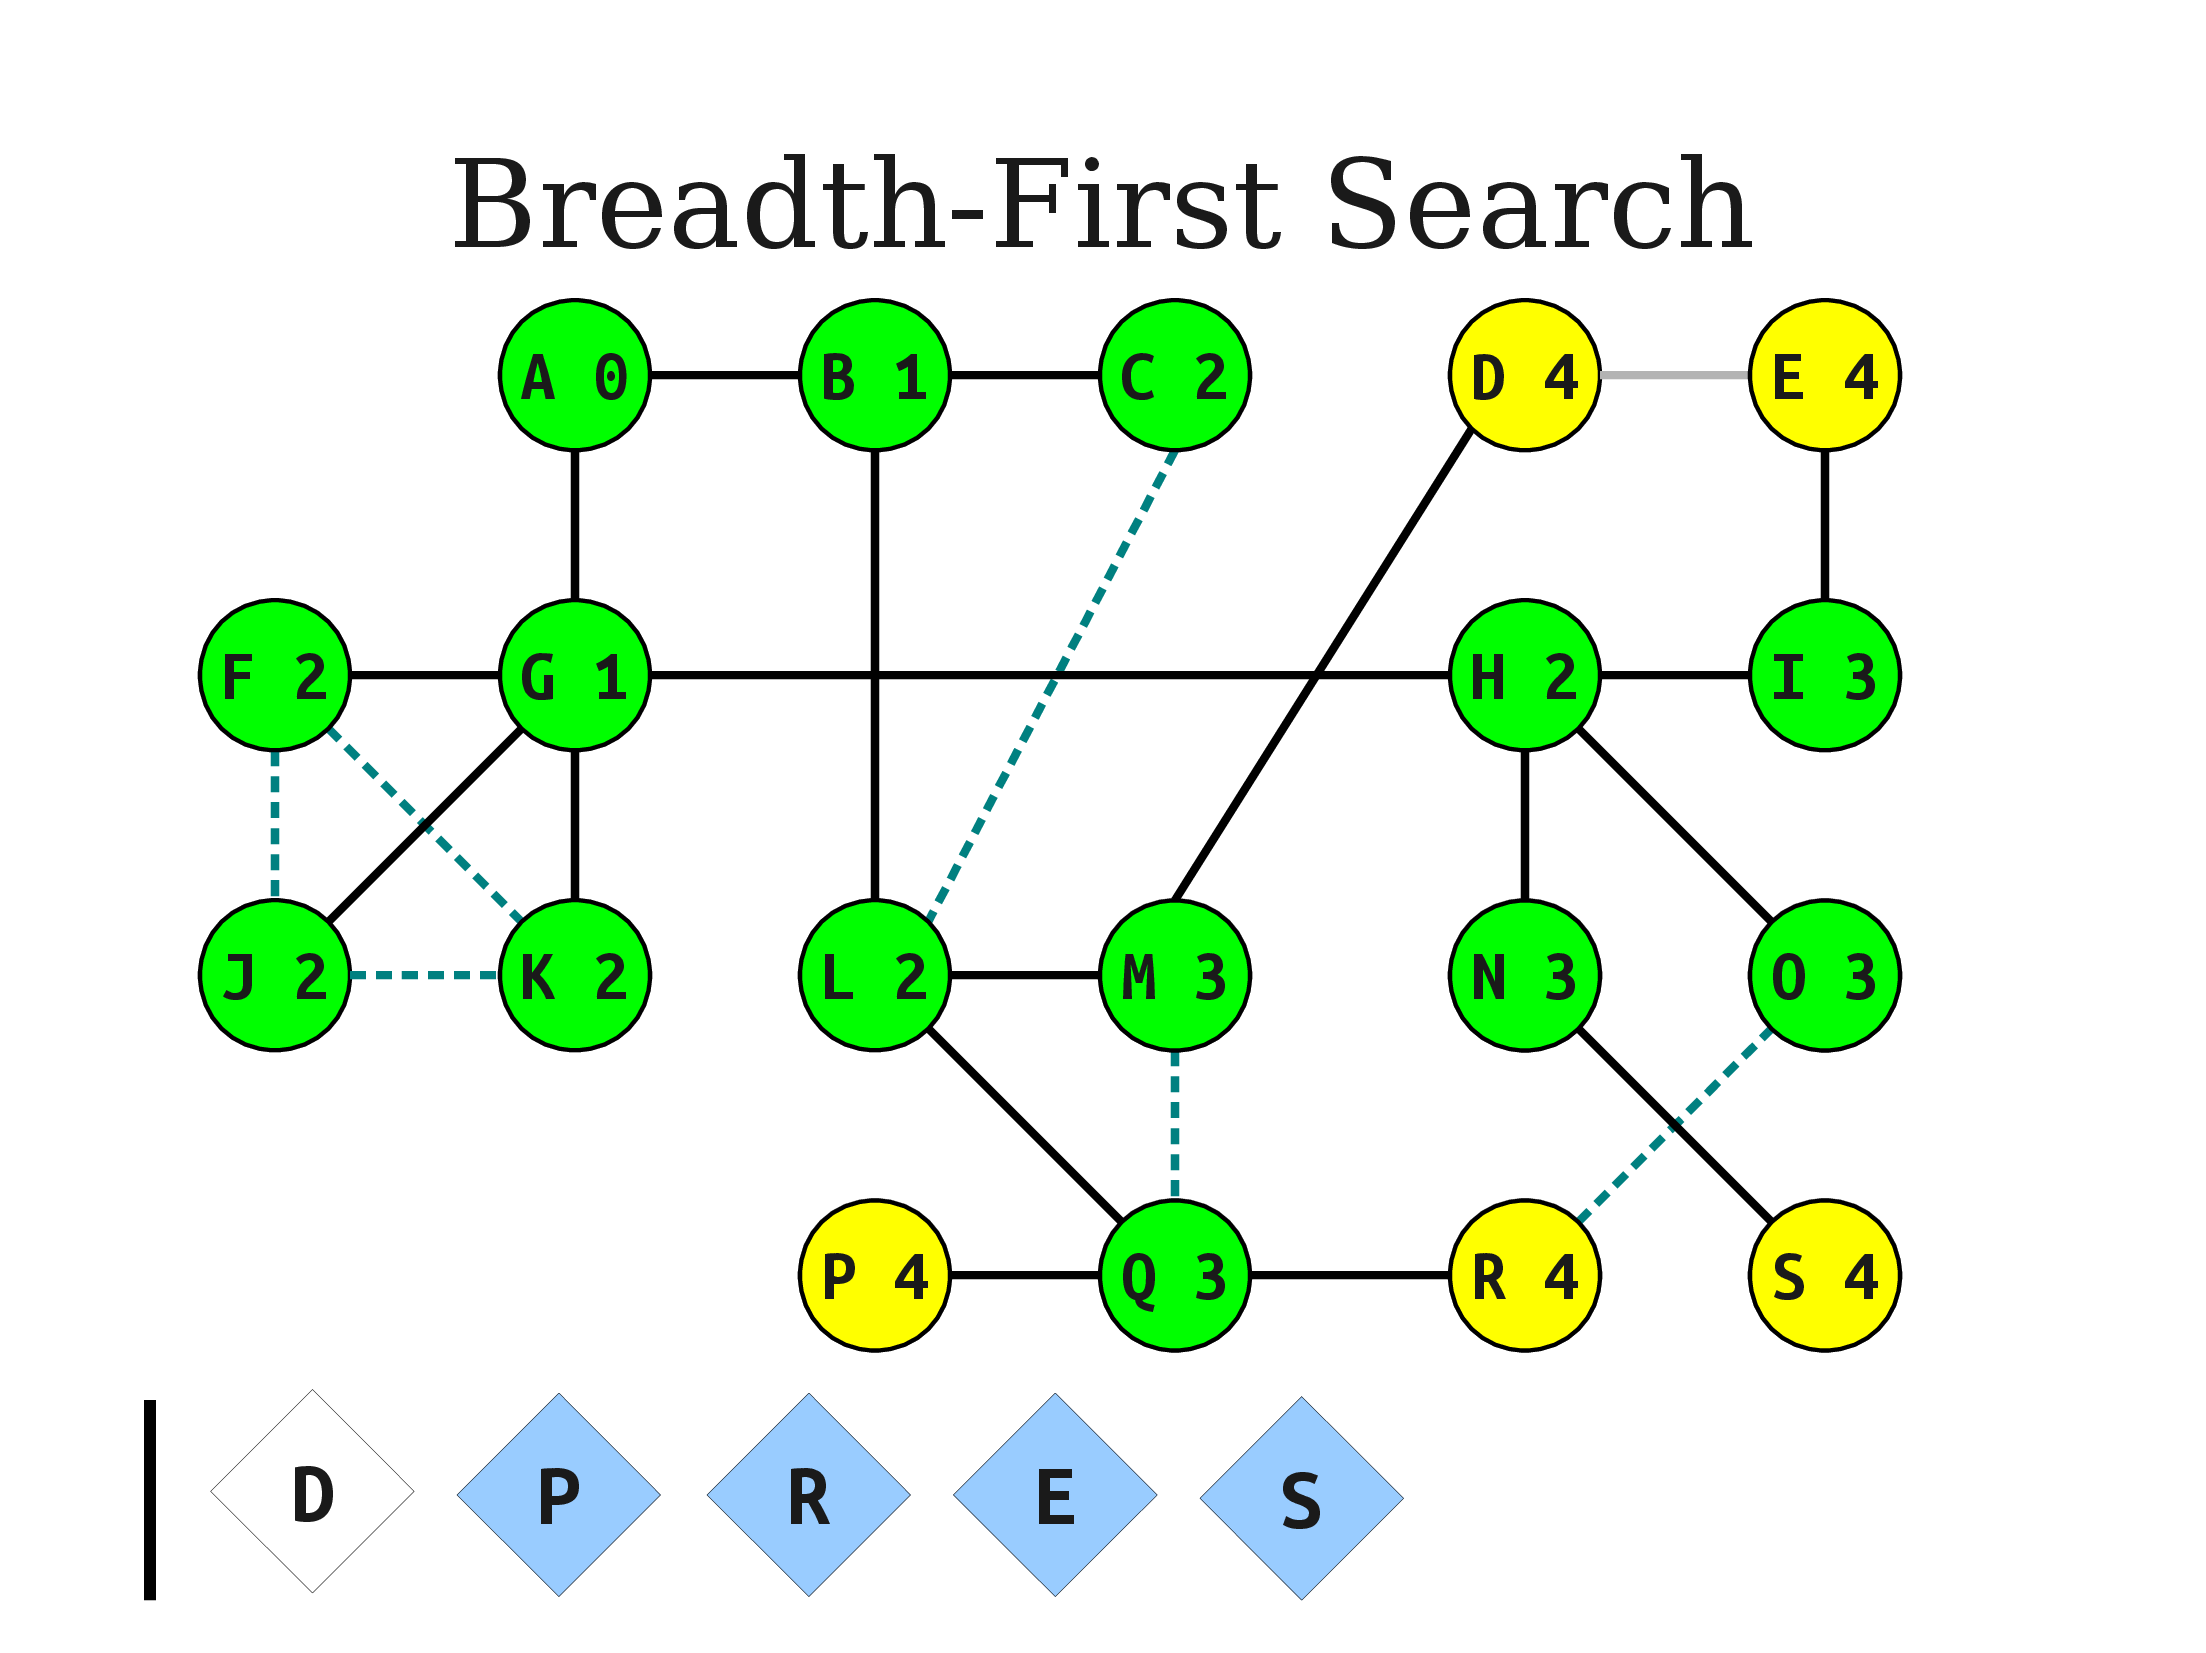 Breadth-First Search
A 0 B 1 C 2 D 4 E 4
F 2 G 1 H 2 I 3
J 2 K 2 L 2 M 3 N 3 O 3
P 4 Q 3 R 4 S 4
D P R E S